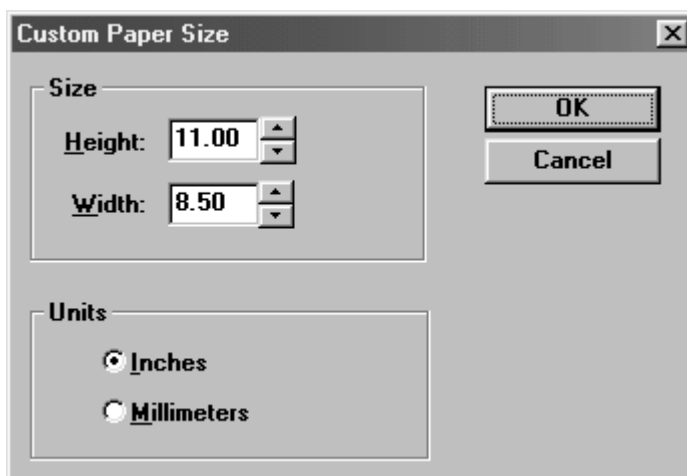 Custom Paper Size
Size
Height: 11.00
Width: 8.50
OK
Cancel
Units
Inches
Millimeters